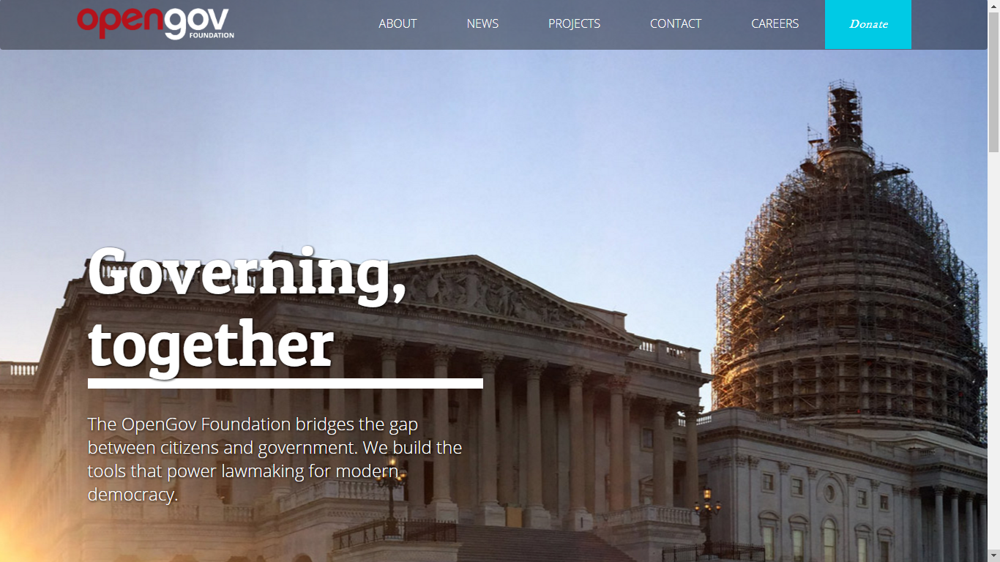 opengov
FOUNDATION
ABOUT
NEWS
PROJECTS
CONTACT
CAREERS
Donate
Governing,
together
The OpenGov Foundation bridges the gap
between citizens and government. We build the
tools that power lawmaking for modern
democracy.